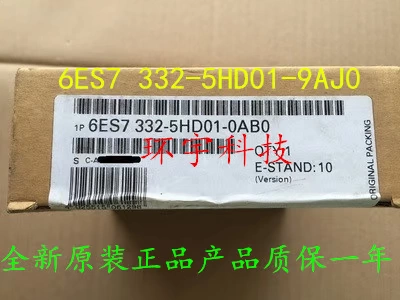 6ES7 332-5HD01-9AJ0
1P 6ES7 332-5HD01-0AB0
S C-A
QTY:1
环宇科技
E-STAND: 10
(Version)
ORIGINAL PACKING
全新原装正品产品质保一年